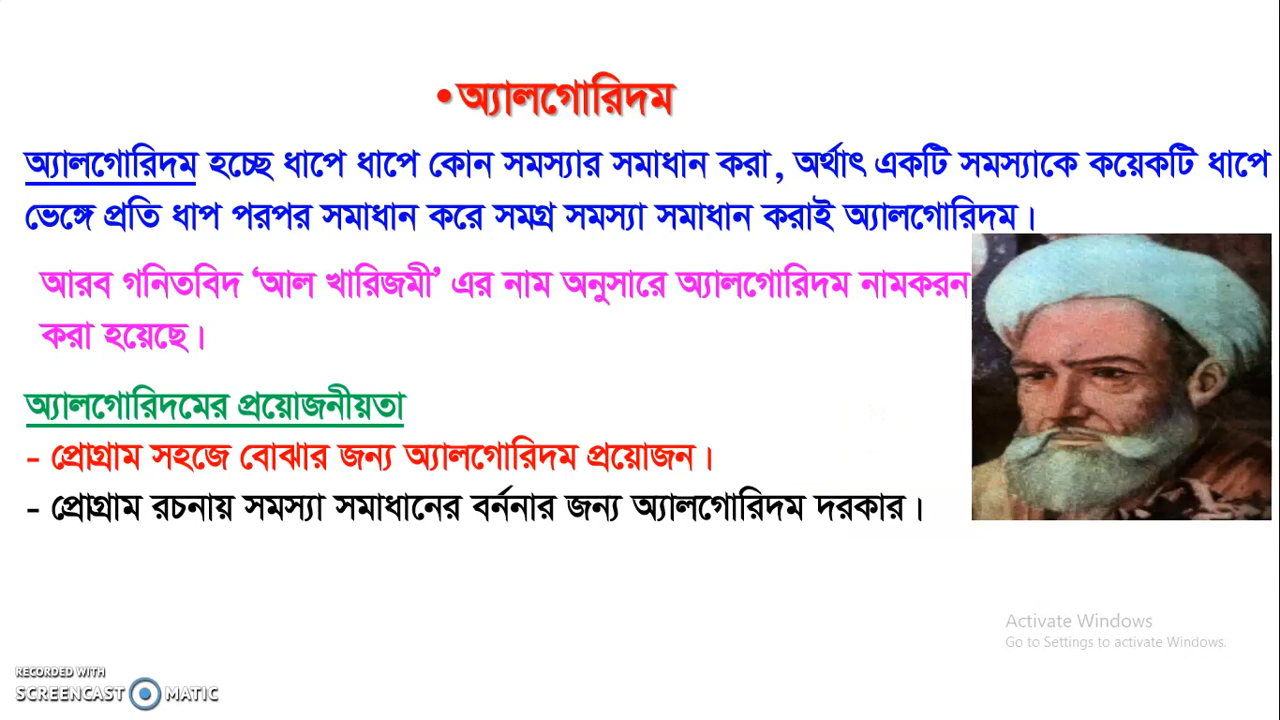 •অ্যালগোরিদম
অ্যালগোরিদম হচ্ছে ধাপে ধাপে কোন সমস্যার সমাধান করা, অর্থাৎ একটি সমস্যাকে কয়েকটি ধাপে
ভেঙ্গে প্রতি ধাপ পরপর সমাধান করে সমগ্র সমস্যা সমাধান করাই অ্যালগোরিদম।
আরব গনিতবিদ ‘আল খারিজমী’ এর নাম অনুসারে অ্যালগোরিদম নামকরন
করা হয়েছে।
অ্যালগোরিদমের প্রয়োজনীয়তা
- প্রোগ্রাম সহজে বোঝার জন্য অ্যালগোরিদম প্রয়োজন।
- প্রোগ্রাম রচনায় সমস্যা সমাধানের বর্ননার জন্য অ্যালগোরিদম দরকার।
Activate Windows
Go to Settings to activate Windows.
RECORDED WITH
SCREENCAST MATIC